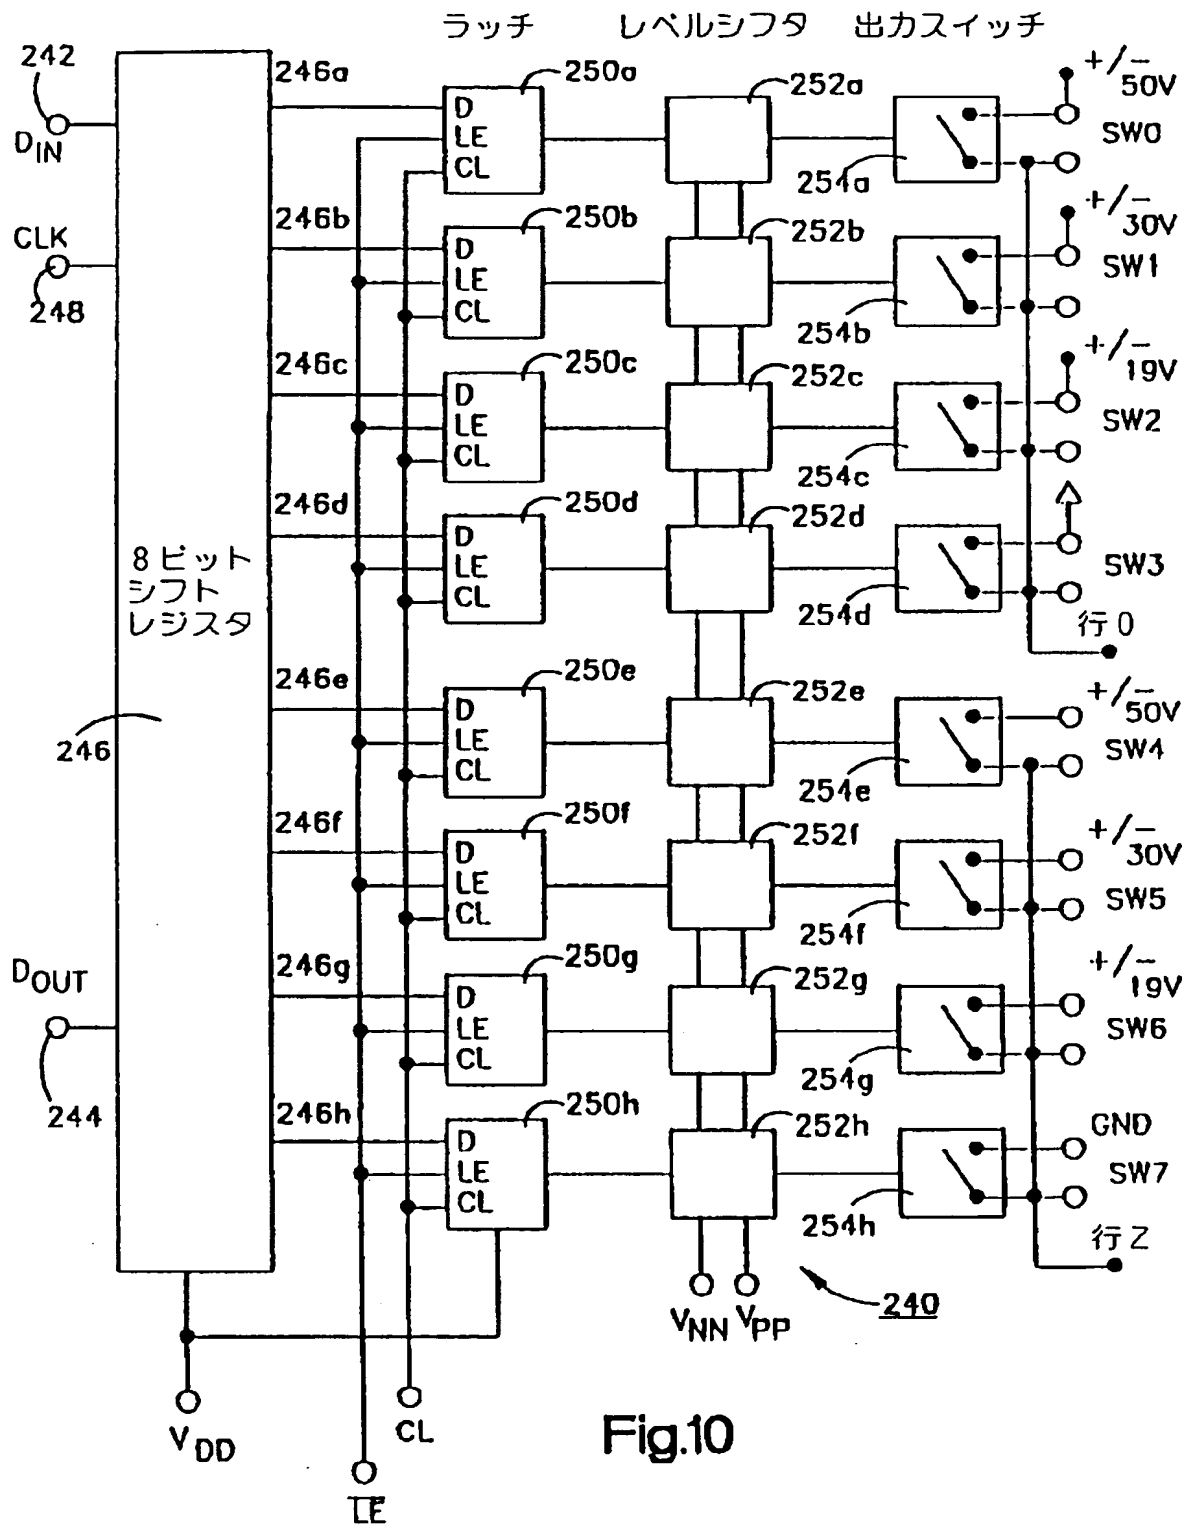 ラッチ
レベルシフタ
出力スイッチ
242
DIN
CLK
248
8ビット
シフト
レジスタ
246
DOUT
244
VDD
LE
CL
VNN
VPP
240
Fig.10
246a
D
LE
CL
250a
252a
254a
+/-
50V
SW0
246b
D
LE
CL
250b
252b
254b
+/-
30V
SW1
246c
D
LE
CL
250c
252c
254c
+/-
19V
SW2
246d
D
LE
CL
250d
252d
254d
SW3
行0
246e
D
LE
CL
250e
252e
254e
+/-
50V
SW4
246f
D
LE
CL
250f
252f
254f
+/-
30V
SW5
246g
D
LE
CL
250g
252g
254g
+/-
19V
SW6
246h
D
LE
CL
250h
252h
254h
GND
SW7
行Z